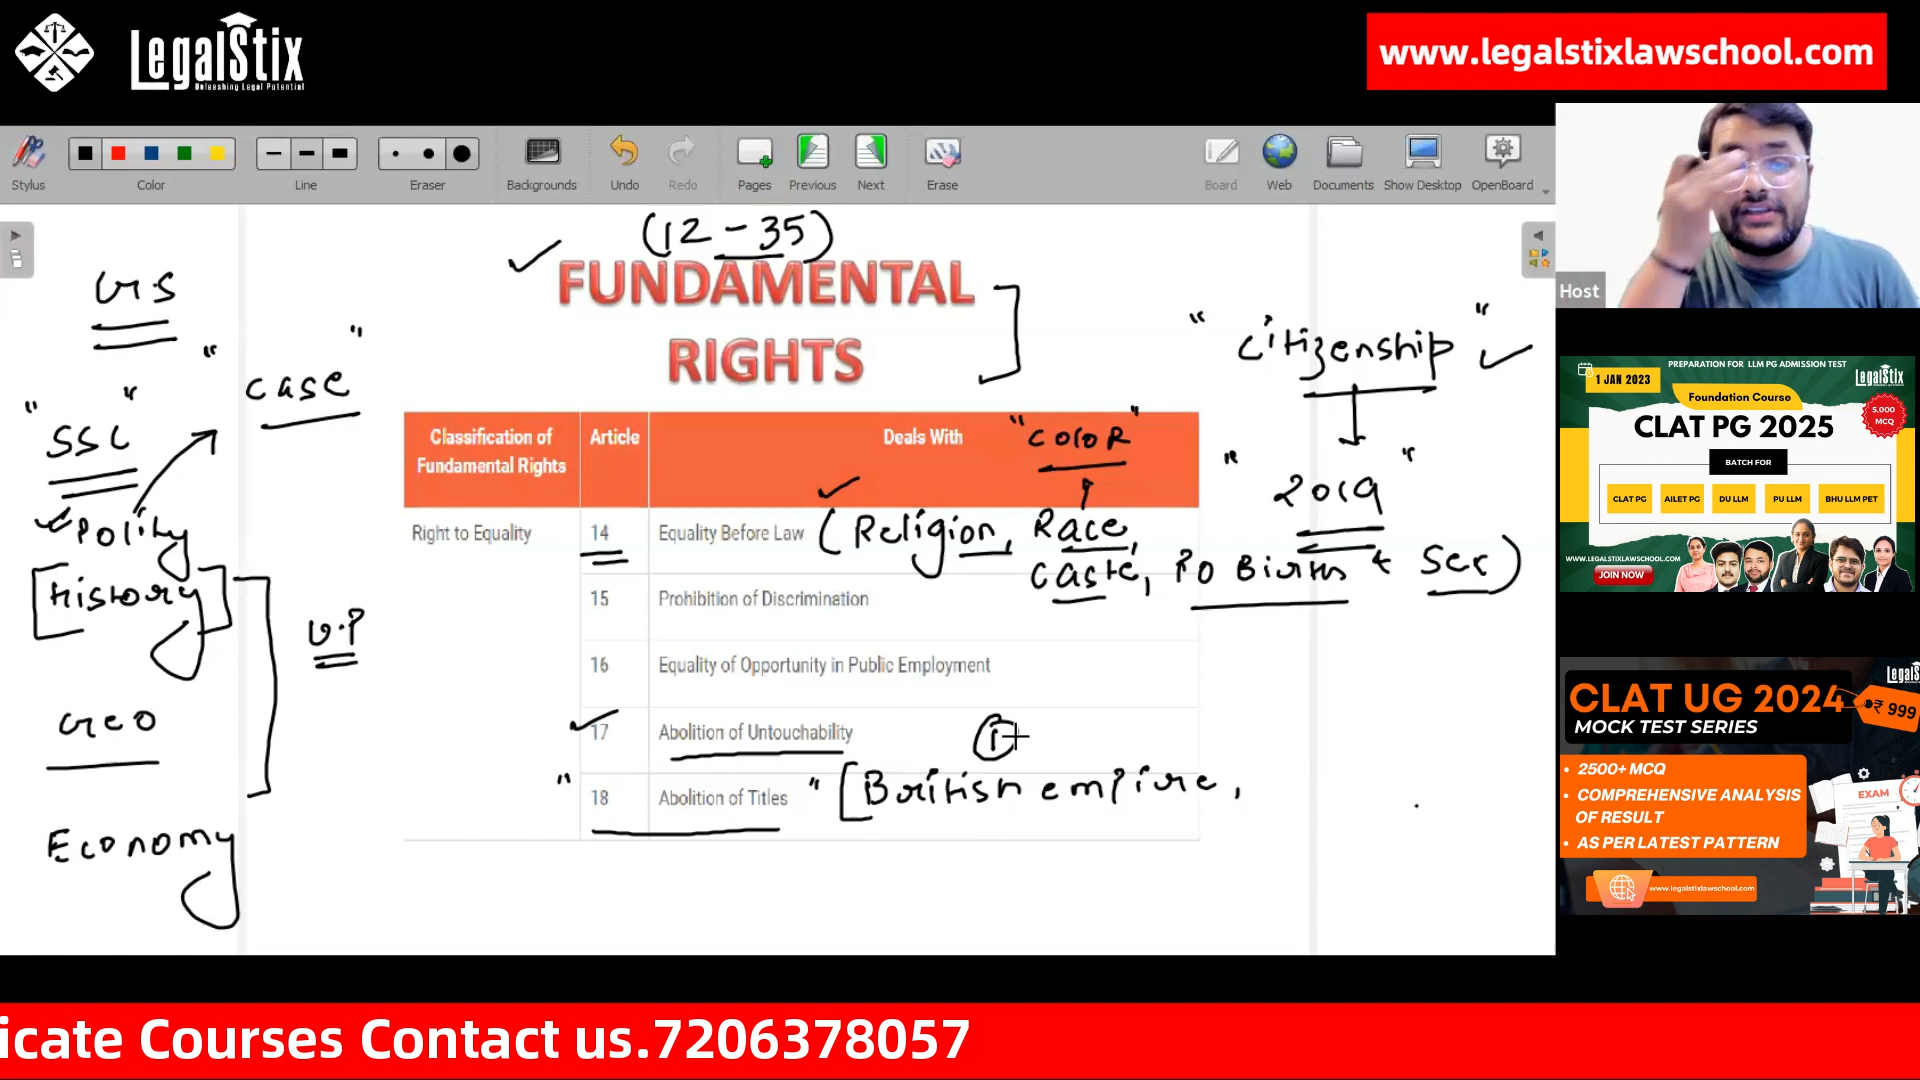 LegalStix
Unleashing Legal Potential
www.legalstixlawschool.com
Stylus
Color
Line
Eraser
Backgrounds
Undo
Redo
Pages
Previous
Next
Erase
Board
Web
Documents
Show Desktop
OpenBoard
(12-35)
FUNDAMENTAL
RIGHTS
"case"
"SSC"
Polity
[History]
U.P
Geo
Economy
"Citizenship"
"2019"
Classification of
Fundamental Rights
Article
Deals With
"COLOR"
Right to Equality
14
Equality Before Law
(Religion, Race,
caste, PO Birth & Sex)
15
Prohibition of Discrimination
16
Equality of Opportunity in Public Employment
17
Abolition of Untouchability
"18
Abolition of Titles "
[British empire,
Host
1 JAN 2023
PREPARATION FOR LLM PG ADMISSION TEST
LegalStix
Foundation Course
5,000
MCQ
CLAT PG 2025
BATCH FOR
CLAT PG
AILET PG
DU LLM
PU LLM
BHU LLM PET
WWW.LEGALSTIXLAWSCHOOL.COM
JOIN NOW
LegalS
CLAT UG 2024
MOCK TEST SERIES
₹ 999
• 2500+ MCQ
• COMPREHENSIVE ANALYSIS
OF RESULT
• AS PER LATEST PATTERN
EXAM
www.legalstixlawschool.com
icate Courses Contact us.7206378057